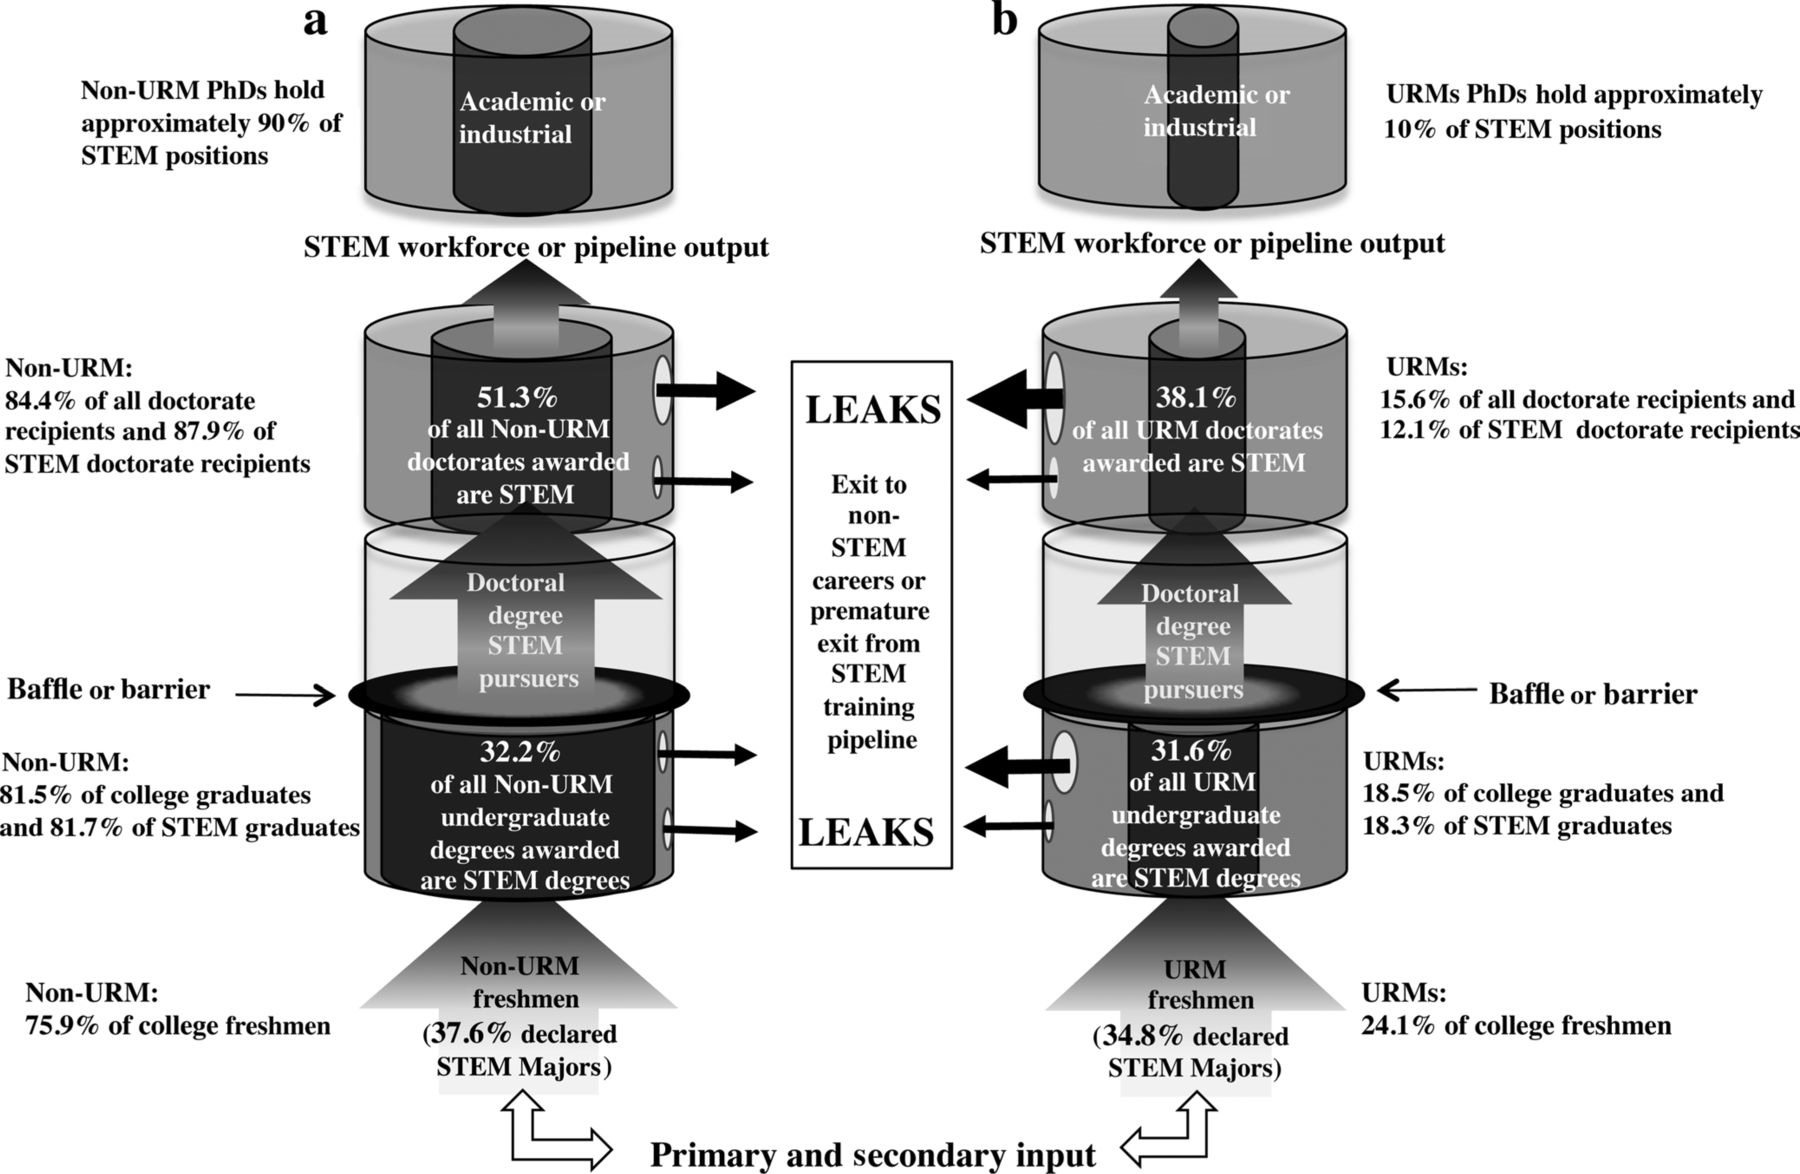 a
Non-URM PhDs hold
approximately 90% of
STEM positions
Academic or
industrial
STEM workforce or pipeline output
Non-URM:
84.4% of all doctorate
recipients and 87.9% of
STEM doctorate recipients
51.3%
of all Non-URM
doctorates awarded
are STEM
Doctoral
degree
STEM
pursuers
Baffle or barrier
Non-URM:
81.5% of college graduates
and 81.7% of STEM graduates
32.2%
of all Non-URM
undergraduate
degrees awarded
are STEM degrees
Non-URM:
75.9% of college freshmen
Non-URM
freshmen
(37.6% declared
STEM Majors)
LEAKS
Exit to
non-
STEM
careers or
premature
exit from
STEM
training
pipeline
LEAKS
b
Academic or
industrial
URMs PhDs hold approximately
10% of STEM positions
STEM workforce or pipeline output
38.1%
of all URM doctorates
awarded are STEM
URMs:
15.6% of all doctorate recipients and
12.1% of STEM doctorate recipients
Doctoral
degree
STEM
pursuers
Baffle or barrier
31.6%
of all URM
undergraduate
degrees awarded
are STEM degrees
URMs:
18.5% of college graduates and
18.3% of STEM graduates
URM
freshmen
(34.8% declared
STEM Majors)
URMs:
24.1% of college freshmen
Primary and secondary input